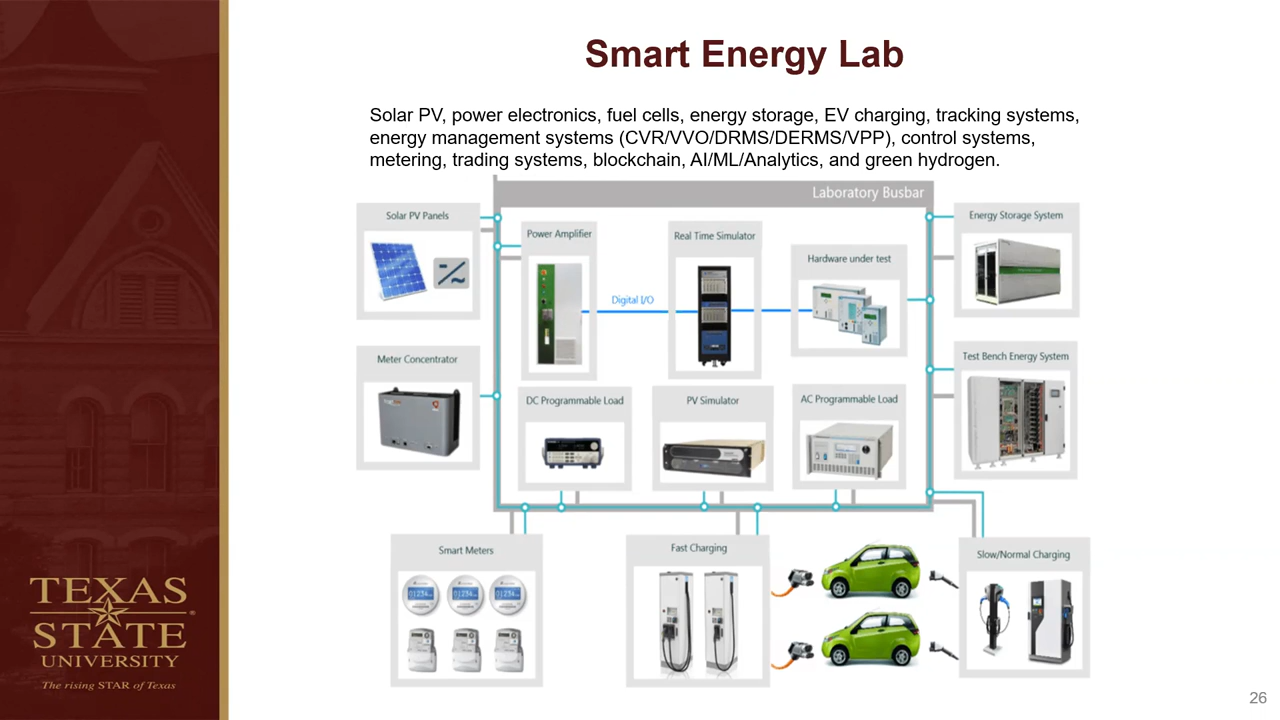 Smart Energy Lab
Solar PV, power electronics, fuel cells, energy storage, EV charging, tracking systems,
energy management systems (CVR/VVO/DRMS/DERMS/VPP), control systems,
metering, trading systems, blockchain, AI/ML/Analytics, and green hydrogen.
Laboratory Busbar
Solar PV Panels
Power Amplifier
Real Time Simulator
Hardware under test
Energy Storage System
Digital I/O
Meter Concentrator
Test Bench Energy System
DC Programmable Load
PV Simulator
AC Programmable Load
Smart Meters
Fast Charging
Slow/Normal Charging
01234
01234
01234
TEXAS
STATE
UNIVERSITY
®
The rising STAR of Texas
26